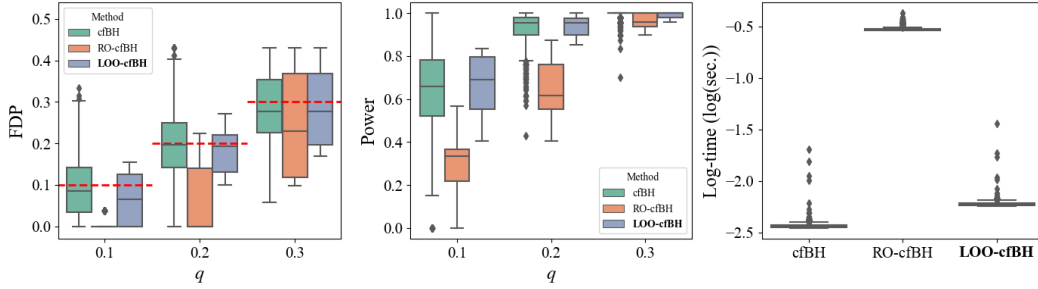 0.5
0.4
0.3
0.2
0.1
0.0
FDP
Method
cfBH
RO-cfBH
LOO-cfBH
0.1 0.2 0.3
q
1.0
0.8
0.6
0.4
0.2
0.0
Power
Method
cfBH
RO-cfBH
LOO-cfBH
0.1 0.2 0.3
q
−0.5
−1.0
−1.5
−2.0
−2.5
Log-time (log(sec.))
cfBH RO-cfBH LOO-cfBH